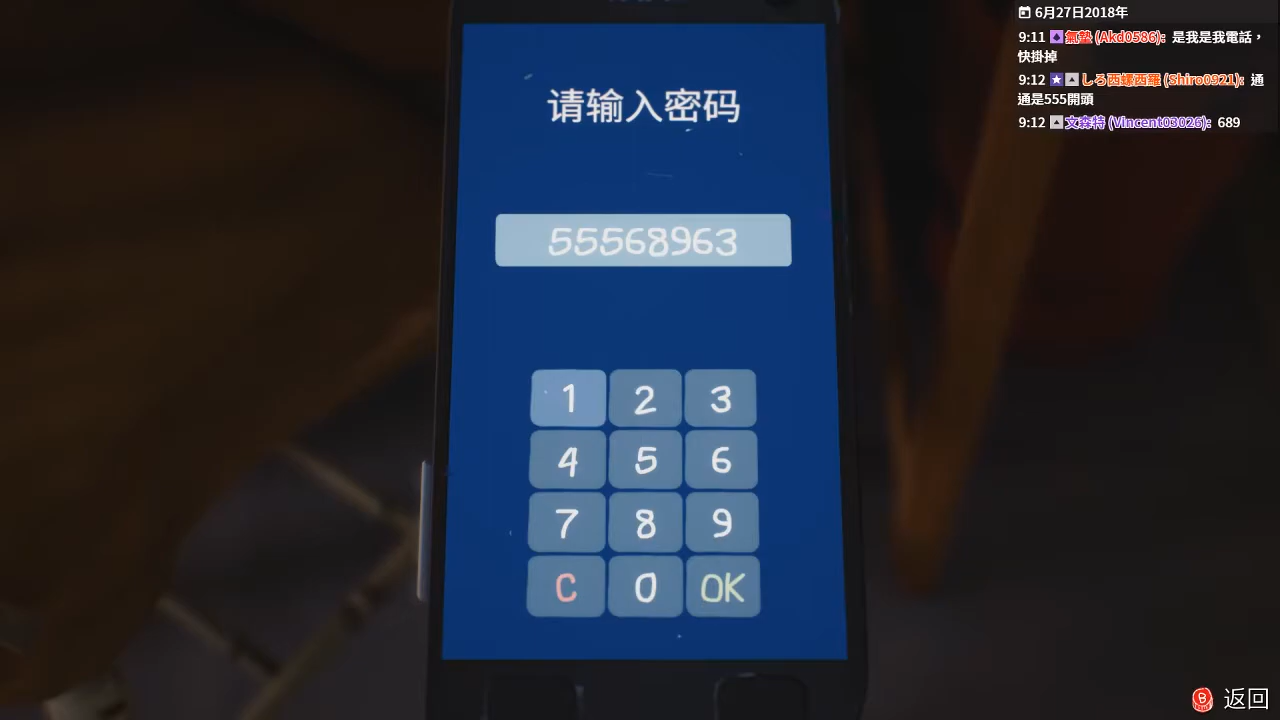 6月27日2018年
9:11 氣墊 (Akd0586): 是我是我電話，
快掛掉
9:12 しろ西螺西羅 (Shiro0921): 通
通是555開頭
9:12 文森特 (Vincent03026): 689
请输入密码
55568963
1 2 3
4 5 6
7 8 9
C 0 OK
B 返回